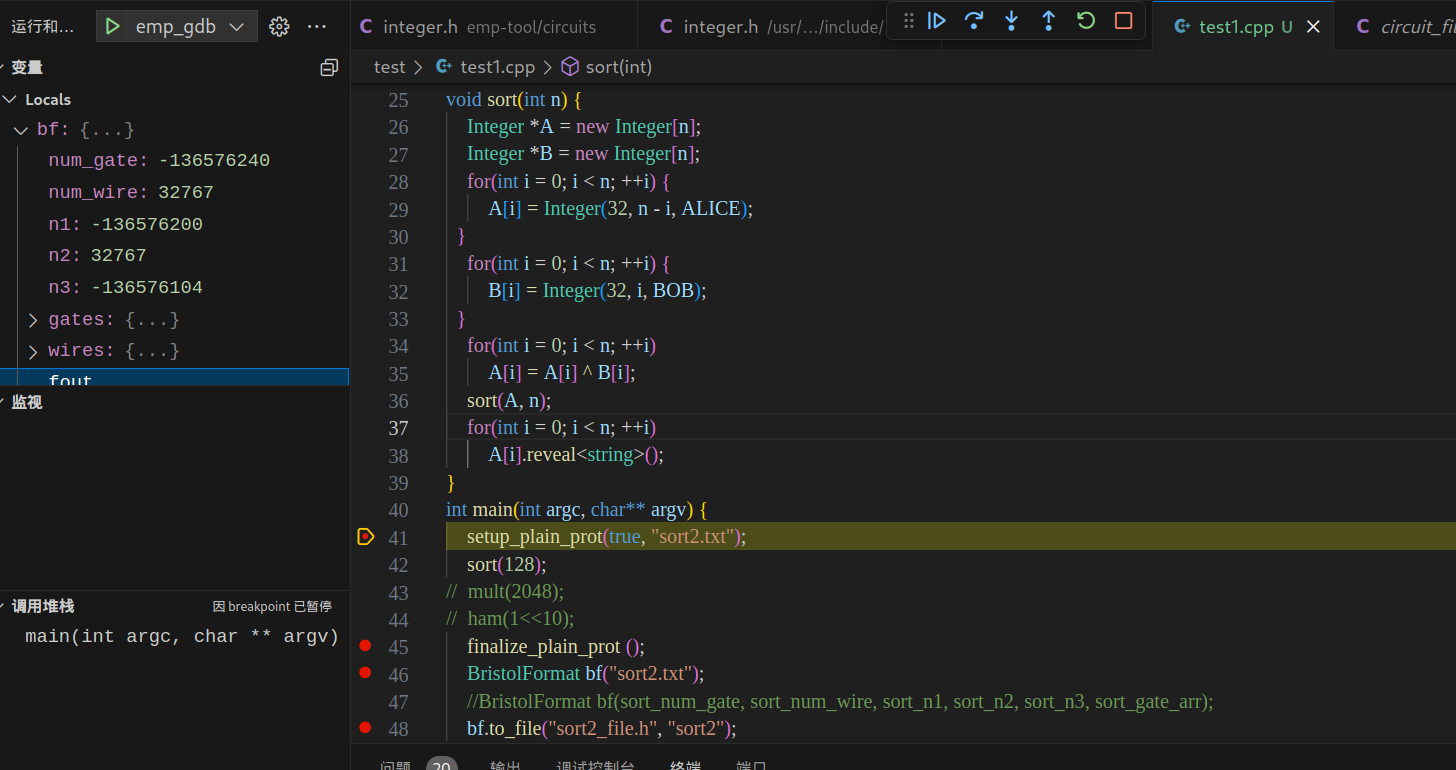 运行和... emp_gdb ...
integer.h emp-tool/circuits
integer.h /usr/.../include/
test1.cpp U
circuit_fi
变量
Locals
bf: {...}
num_gate: -136576240
num_wire: 32767
n1: -136576200
n2: 32767
n3: -136576104
gates: {...}
wires: {...}
fout
监视
调用堆栈 因 breakpoint 已暂停
main(int argc, char ** argv)
test > test1.cpp > sort(int)
25 void sort(int n) {
26 Integer *A = new Integer[n];
27 Integer *B = new Integer[n];
28 for(int i = 0; i < n; ++i) {
29 A[i] = Integer(32, n - i, ALICE);
30 }
31 for(int i = 0; i < n; ++i) {
32 B[i] = Integer(32, i, BOB);
33 }
34 for(int i = 0; i < n; ++i)
35 A[i] = A[i] ^ B[i];
36 sort(A, n);
37 for(int i = 0; i < n; ++i)
38 A[i].reveal<string>();
39 }
40 int main(int argc, char** argv) {
41 setup_plain_prot(true, "sort2.txt");
42 sort(128);
43 // mult(2048);
44 // ham(1<<10);
45 finalize_plain_prot ();
46 BristolFormat bf("sort2.txt");
47 //BristolFormat bf(sort_num_gate, sort_num_wire, sort_n1, sort_n2, sort_n3, sort_gate_arr);
48 bf.to_file("sort2_file.h", "sort2");
问题 20 输出 调试控制台 终端 端口